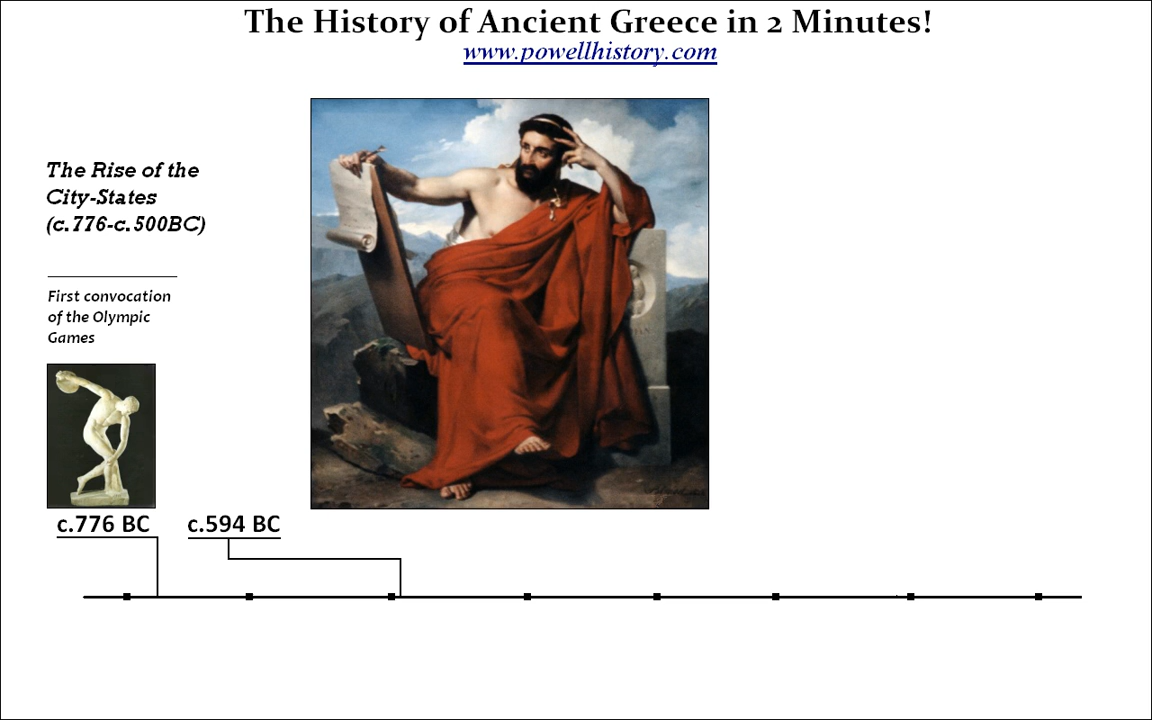 The History of Ancient Greece in 2 Minutes!
www.powellhistory.com
The Rise of the
City-States
(c.776-c.500BC)
First convocation
of the Olympic
Games
c.776 BC
c.594 BC